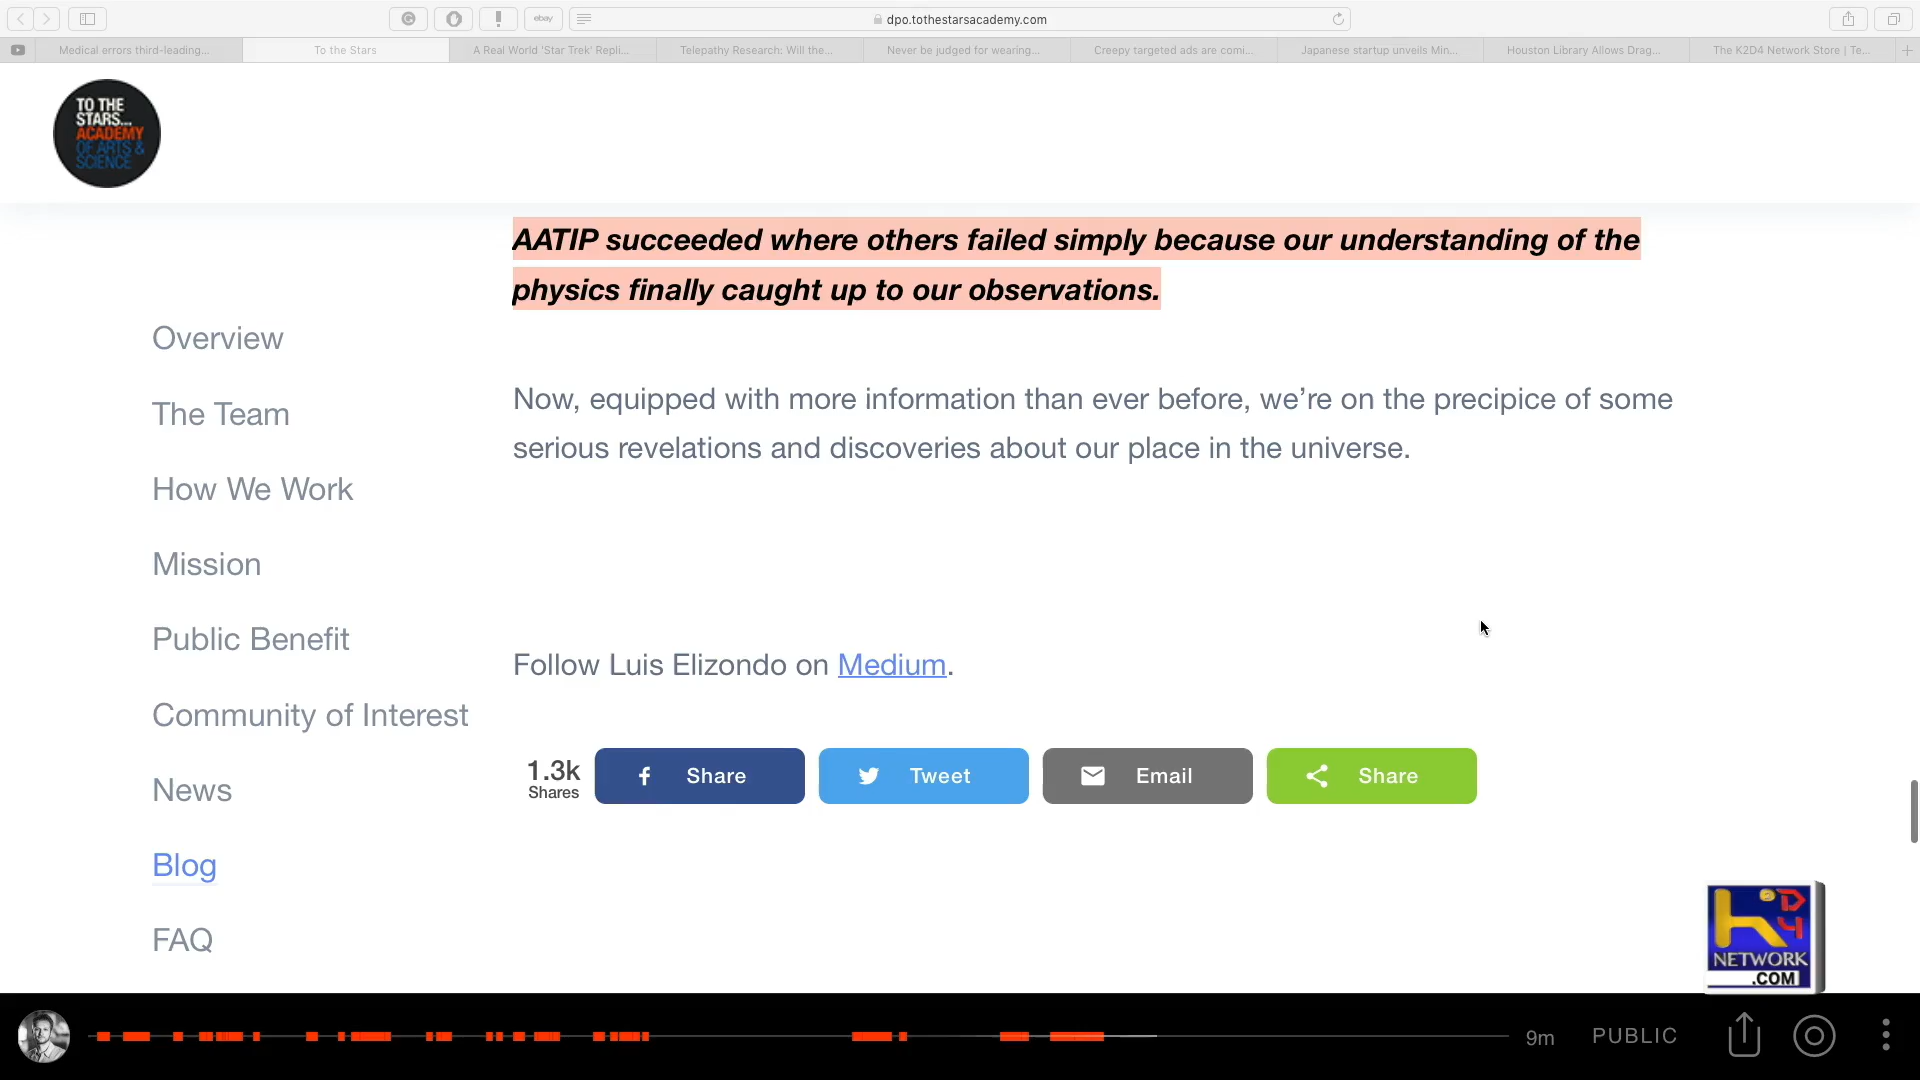 ebay
dpo.tothestarsacademy.com
Medical errors third-leading...
To the Stars
A Real World 'Star Trek' Repli...
Telepathy Research: Will the...
Never be judged for wearing...
Creepy targeted ads are comi...
Japanese startup unveils Min...
Houston Library Allows Drag...
The K2D4 Network Store | Te...
TO THE
STARS...
ACADEMY
OF ARTS &
SCIENCE
AATIP succeeded where others failed simply because our understanding of the
physics finally caught up to our observations.
Now, equipped with more information than ever before, we're on the precipice of some
serious revelations and discoveries about our place in the universe.
Follow Luis Elizondo on Medium.
1.3k
Shares
Share
Tweet
Email
Share
Overview
The Team
How We Work
Mission
Public Benefit
Community of Interest
News
Blog
FAQ
K2D4
NETWORK
.COM
9m
PUBLIC